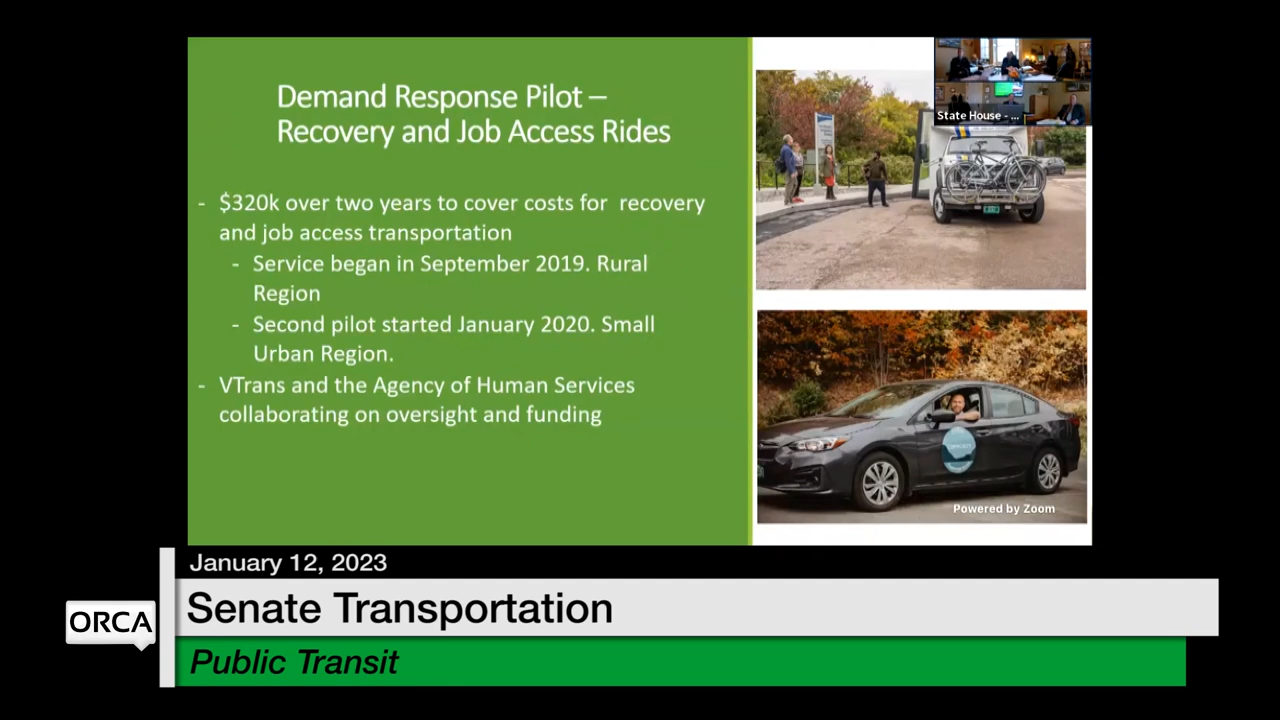 Demand Response Pilot –
Recovery and Job Access Rides
- $320k over two years to cover costs for recovery
and job access transportation
- Service began in September 2019. Rural
Region
- Second pilot started January 2020. Small
Urban Region.
- VTrans and the Agency of Human Services
collaborating on oversight and funding
State House - ...
Powered by Zoom
January 12, 2023
ORCA
Senate Transportation
Public Transit